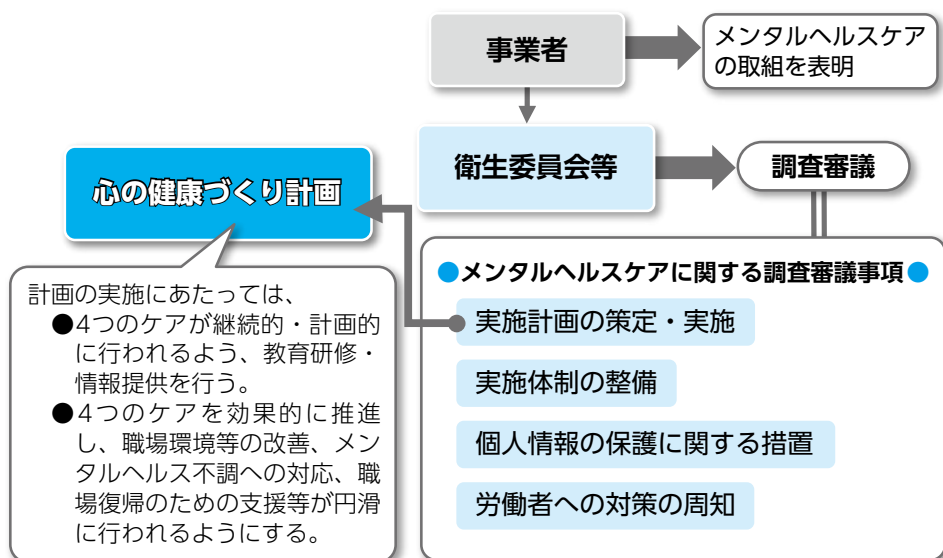 事業者
メンタルヘルスケア
の取組を表明
衛生委員会等
調査審議
心の健康づくり計画
計画の実施にあたっては、
●4つのケアが継続的・計画的
に行われるよう、教育研修・
情報提供を行う。
●4つのケアを効果的に推進
し、職場環境等の改善、メン
タルヘルス不調への対応、職
場復帰のための支援等が円滑
に行われるようにする。
●メンタルヘルスケアに関する調査審議事項●
実施計画の策定・実施
実施体制の整備
個人情報の保護に関する措置
労働者への対策の周知